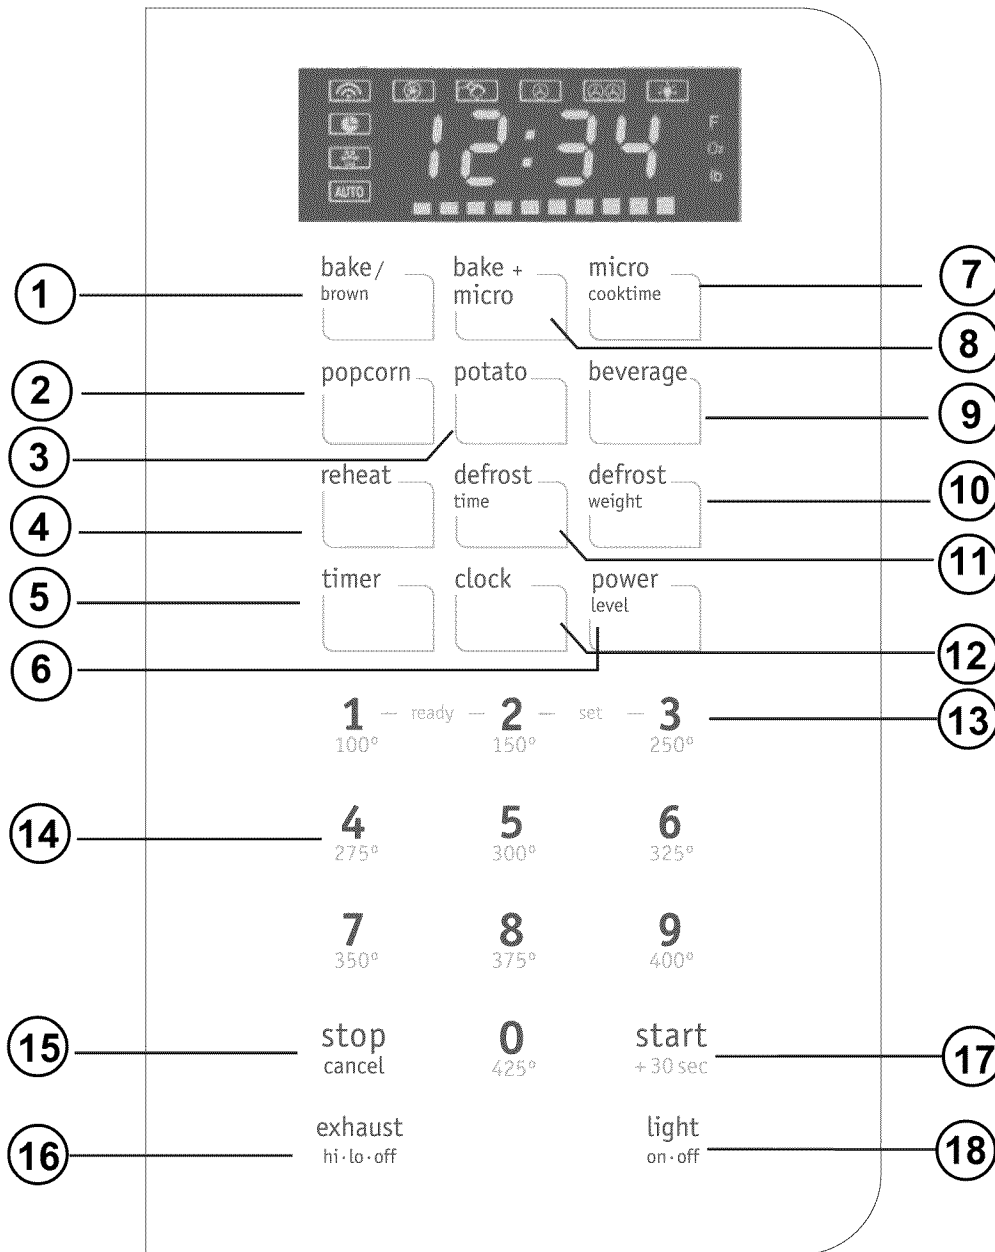 F
12:34
Oz
lb
AUTO
bake/
brown
bake +
micro
micro
cooktime
1
7
8
popcorn
potato
beverage
2
9
3
reheat
defrost
time
defrost
weight
10
4
11
timer
clock
power
level
5
12
6
1 — ready — 2 — set — 3
100° 150° 250°
13
4 5 6
275° 300° 325°
14
7 8 9
350° 375° 400°
stop
cancel
0
425°
start
+30 sec
15
17
exhaust
hi·lo·off
light
on·off
16
18